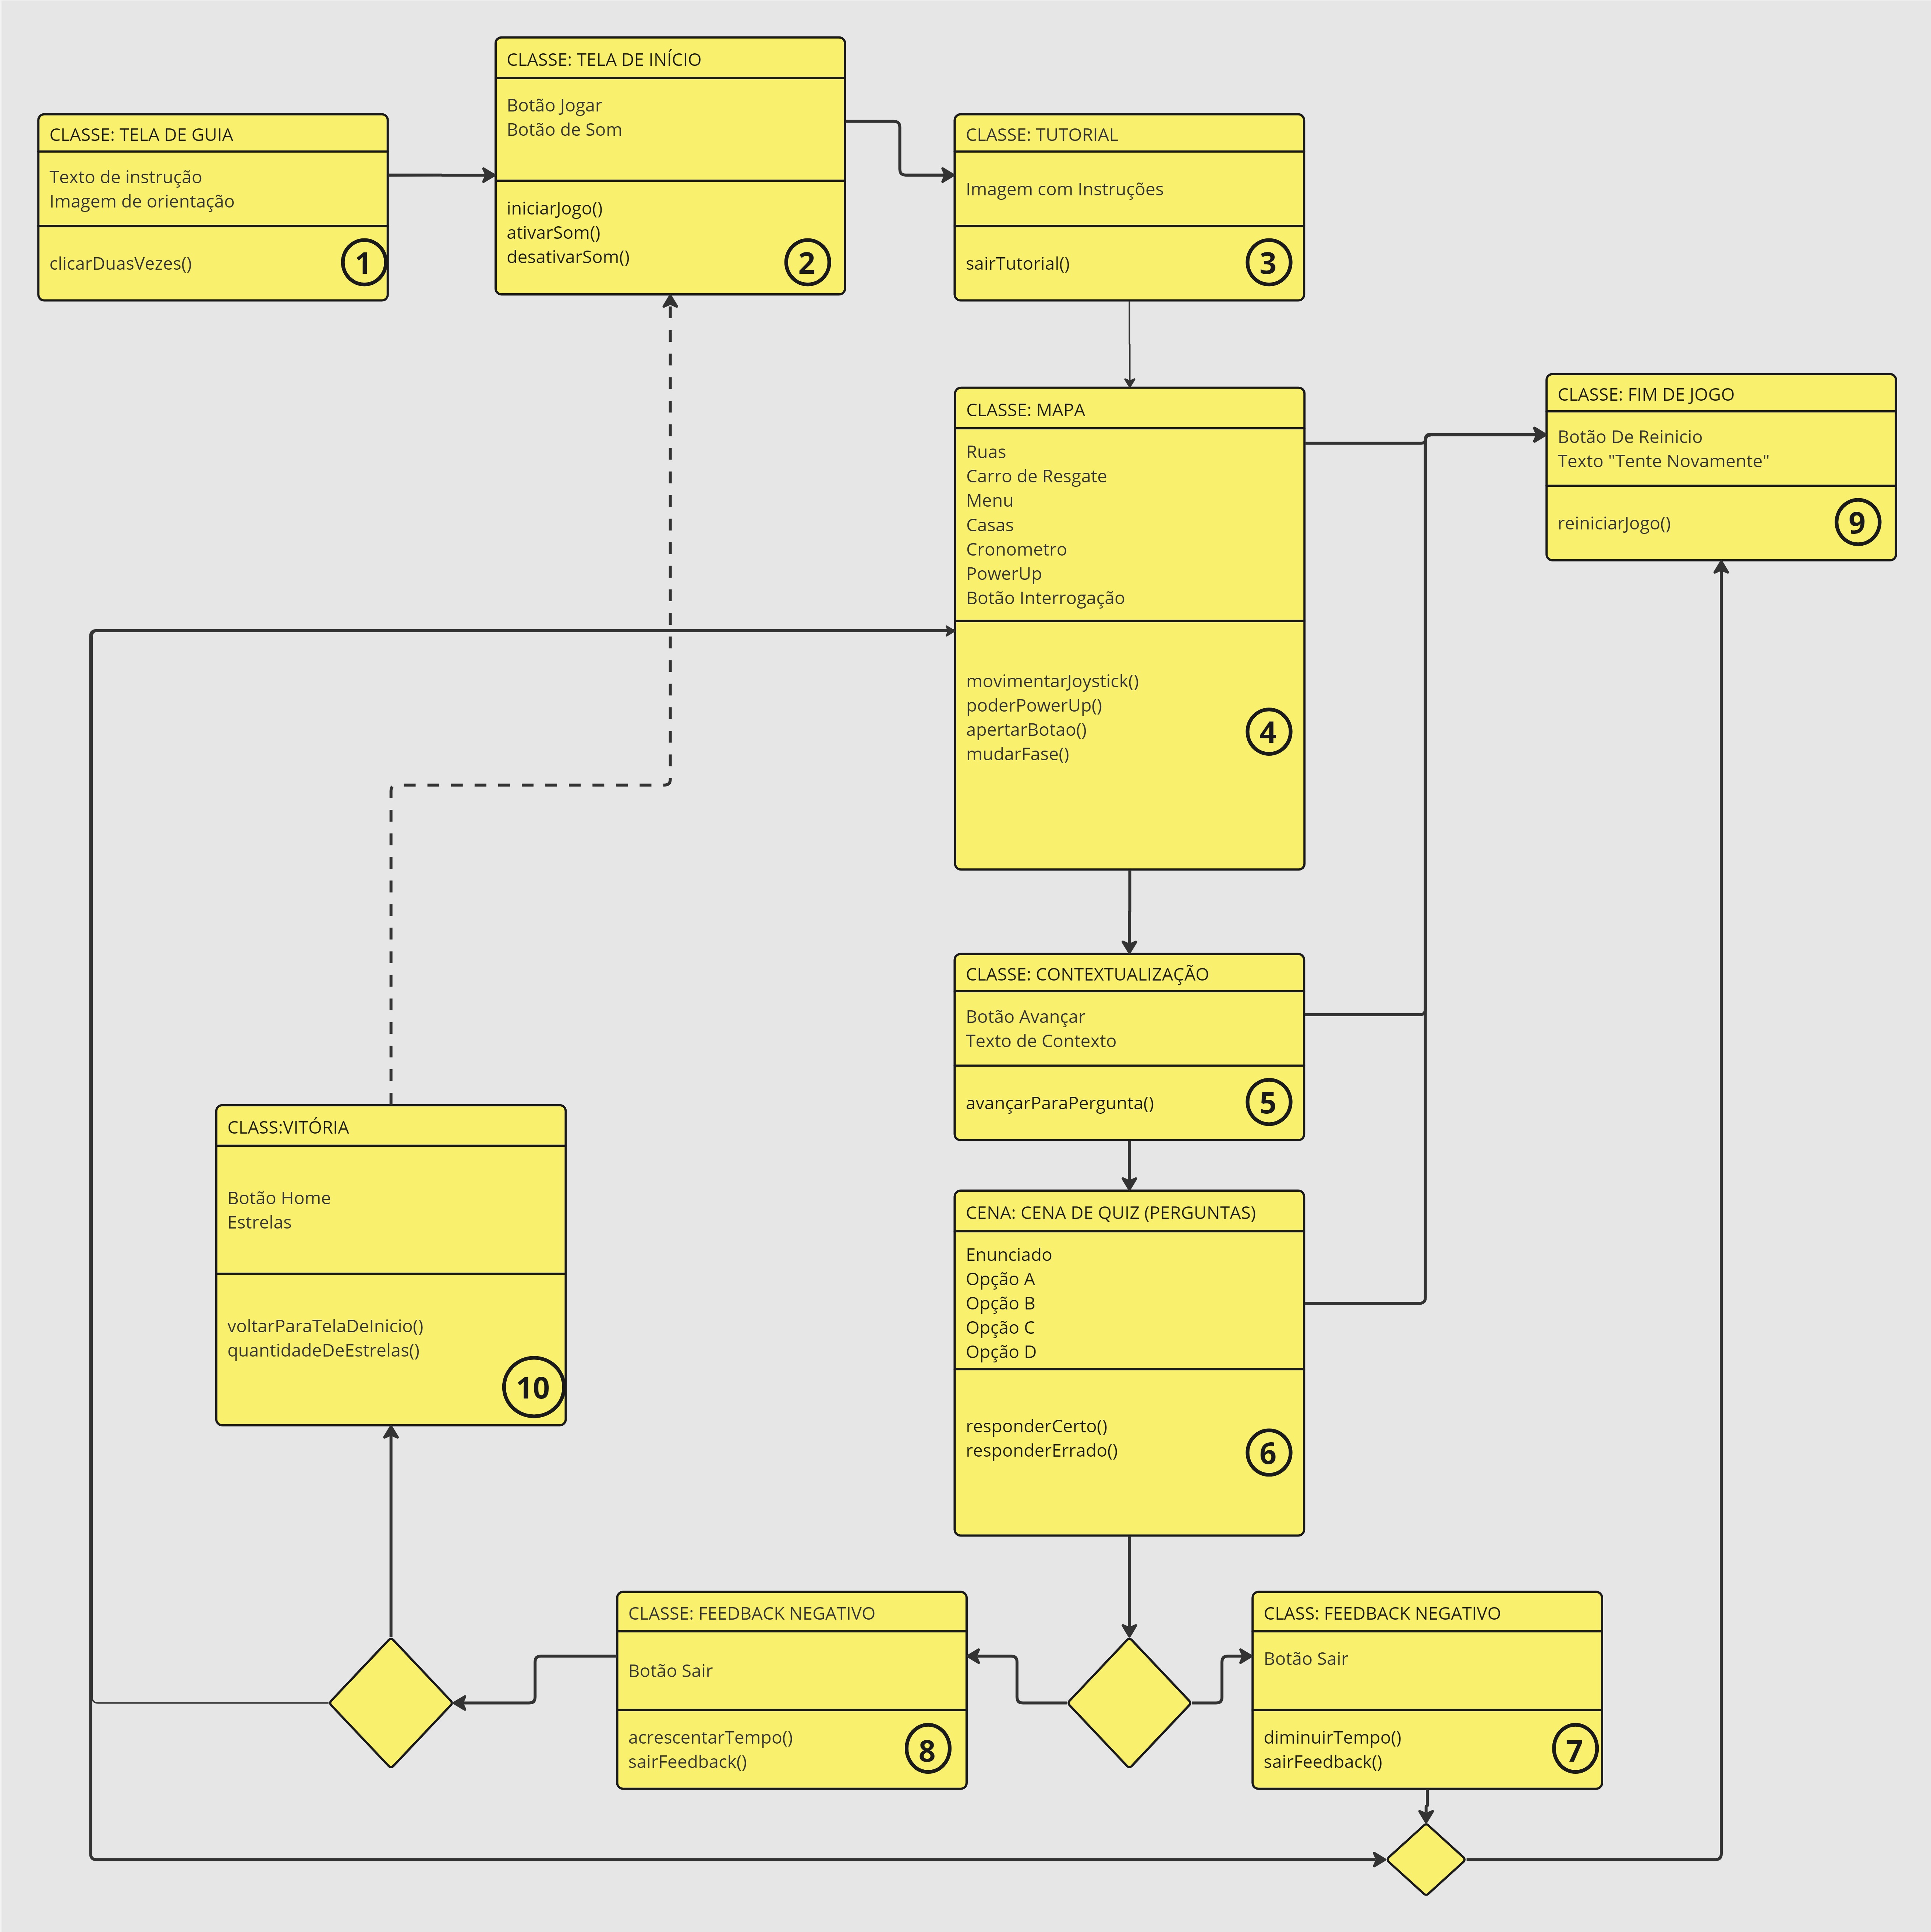 CLASSE: TELA DE GUIA
Texto de instrução
Imagem de orientação
clicarDuasVezes()
1
CLASSE: TELA DE INÍCIO
Botão Jogar
Botão de Som
iniciarJogo()
ativarSom()
desativarSom()
2
CLASSE: TUTORIAL
Imagem com Instruções
sairTutorial()
3
CLASSE: MAPA
Ruas
Carro de Resgate
Menu
Casas
Cronometro
PowerUp
Botão Interrogação
movimentarJoystick()
poderPowerUp()
apertarBotao()
mudarFase()
4
CLASSE: CONTEXTUALIZAÇÃO
Botão Avançar
Texto de Contexto
avançarParaPergunta()
5
CENA: CENA DE QUIZ (PERGUNTAS)
Enunciado
Opção A
Opção B
Opção C
Opção D
responderCerto()
responderErrado()
6
CLASS: FEEDBACK NEGATIVO
Botão Sair
diminuirTempo()
sairFeedback()
7
CLASSE: FEEDBACK NEGATIVO
Botão Sair
acrescentarTempo()
sairFeedback()
8
CLASSE: FIM DE JOGO
Botão De Reinicio
Texto "Tente Novamente"
reiniciarJogo()
9
CLASS:VITÓRIA
Botão Home
Estrelas
voltarParaTelaDeInicio()
quantidadeDeEstrelas()
10